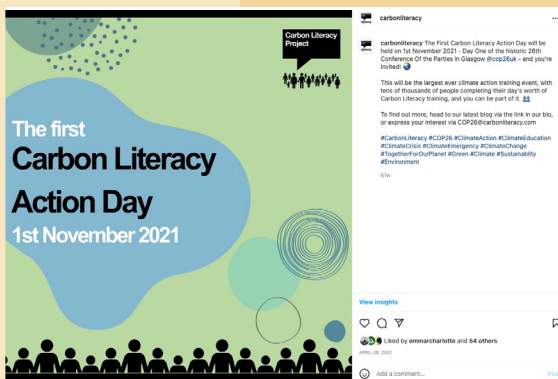 Carbon Literacy
Project
The first
Carbon Literacy
Action Day
1st November 2021
carbonliteracy
carbonliteracy The First Carbon Literacy Action Day will be
held on 1st November 2021 - Day One of the historic 26th
Conference Of the Parties in Glasgow @cop26uk - and you're
invited! 🌍
This will be the largest ever climate action training event, with
tens of thousands of people completing their day's worth of
Carbon Literacy training, and you can be part of it. 👥
To find out more, head to our latest blog via the link in our bio,
or express your interest via COP26@carbonliteracy.com
#CarbonLiteracy #COP26 #ClimateAction #ClimateEducation
#ClimateCrisis #ClimateEmergency #ClimateChange
#TogetherForOurPlanet #Green #Climate #Sustainablity
#Environment
61w
View insights
Liked by emmarcharlotte and 54 others
APRIL 28, 2021
Add a comment...
Post